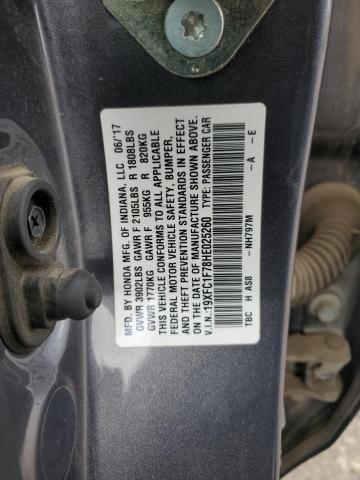 MFD. BY HONDA MFG. OF INDIANA, LLC 06/'17
GVWR 3902LBS GAWR F 2105LBS R 1808LBS
GVWR 1770KG GAWR F 955KG R 820KG
THIS VEHICLE CONFORMS TO ALL APPLICABLE
FEDERAL MOTOR VEHICLE SAFETY, BUMPER,
AND THEFT PREVENTION STANDARDS IN EFFECT
ON THE DATE OF MANUFACTURE SHOWN ABOVE.
V.I.N.:19XFC1F78HE025260 TYPE: PASSENGER CAR
TBC H AS8 -NH797M -A -E